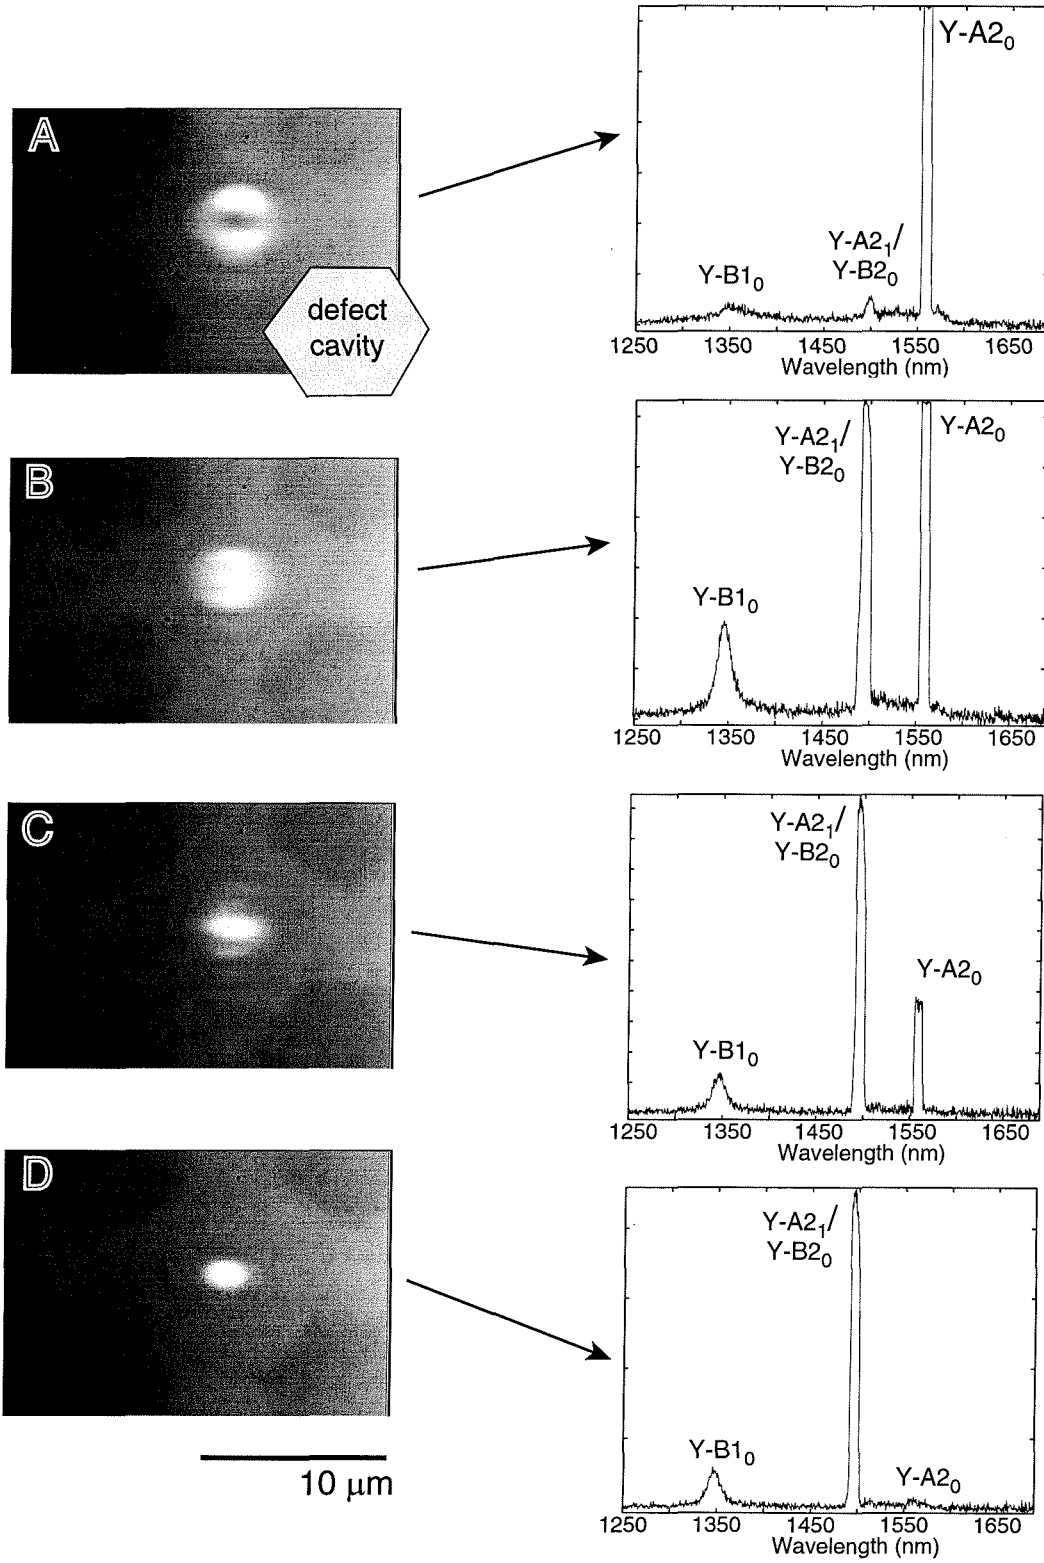 A
defect
cavity
Y-A2₀
Y-A2₁/
Y-B2₀
Y-B1₀
1250 1350 1450 1550 1650
Wavelength (nm)
B
Y-A2₁/
Y-B2₀
Y-A2₀
Y-B1₀
1250 1350 1450 1550 1650
Wavelength (nm)
C
Y-A2₁/
Y-B2₀
Y-A2₀
Y-B1₀
1250 1350 1450 1550 1650
Wavelength (nm)
D
Y-A2₁/
Y-B2₀
Y-B1₀
Y-A2₀
1250 1350 1450 1550 1650
Wavelength (nm)
10 μm